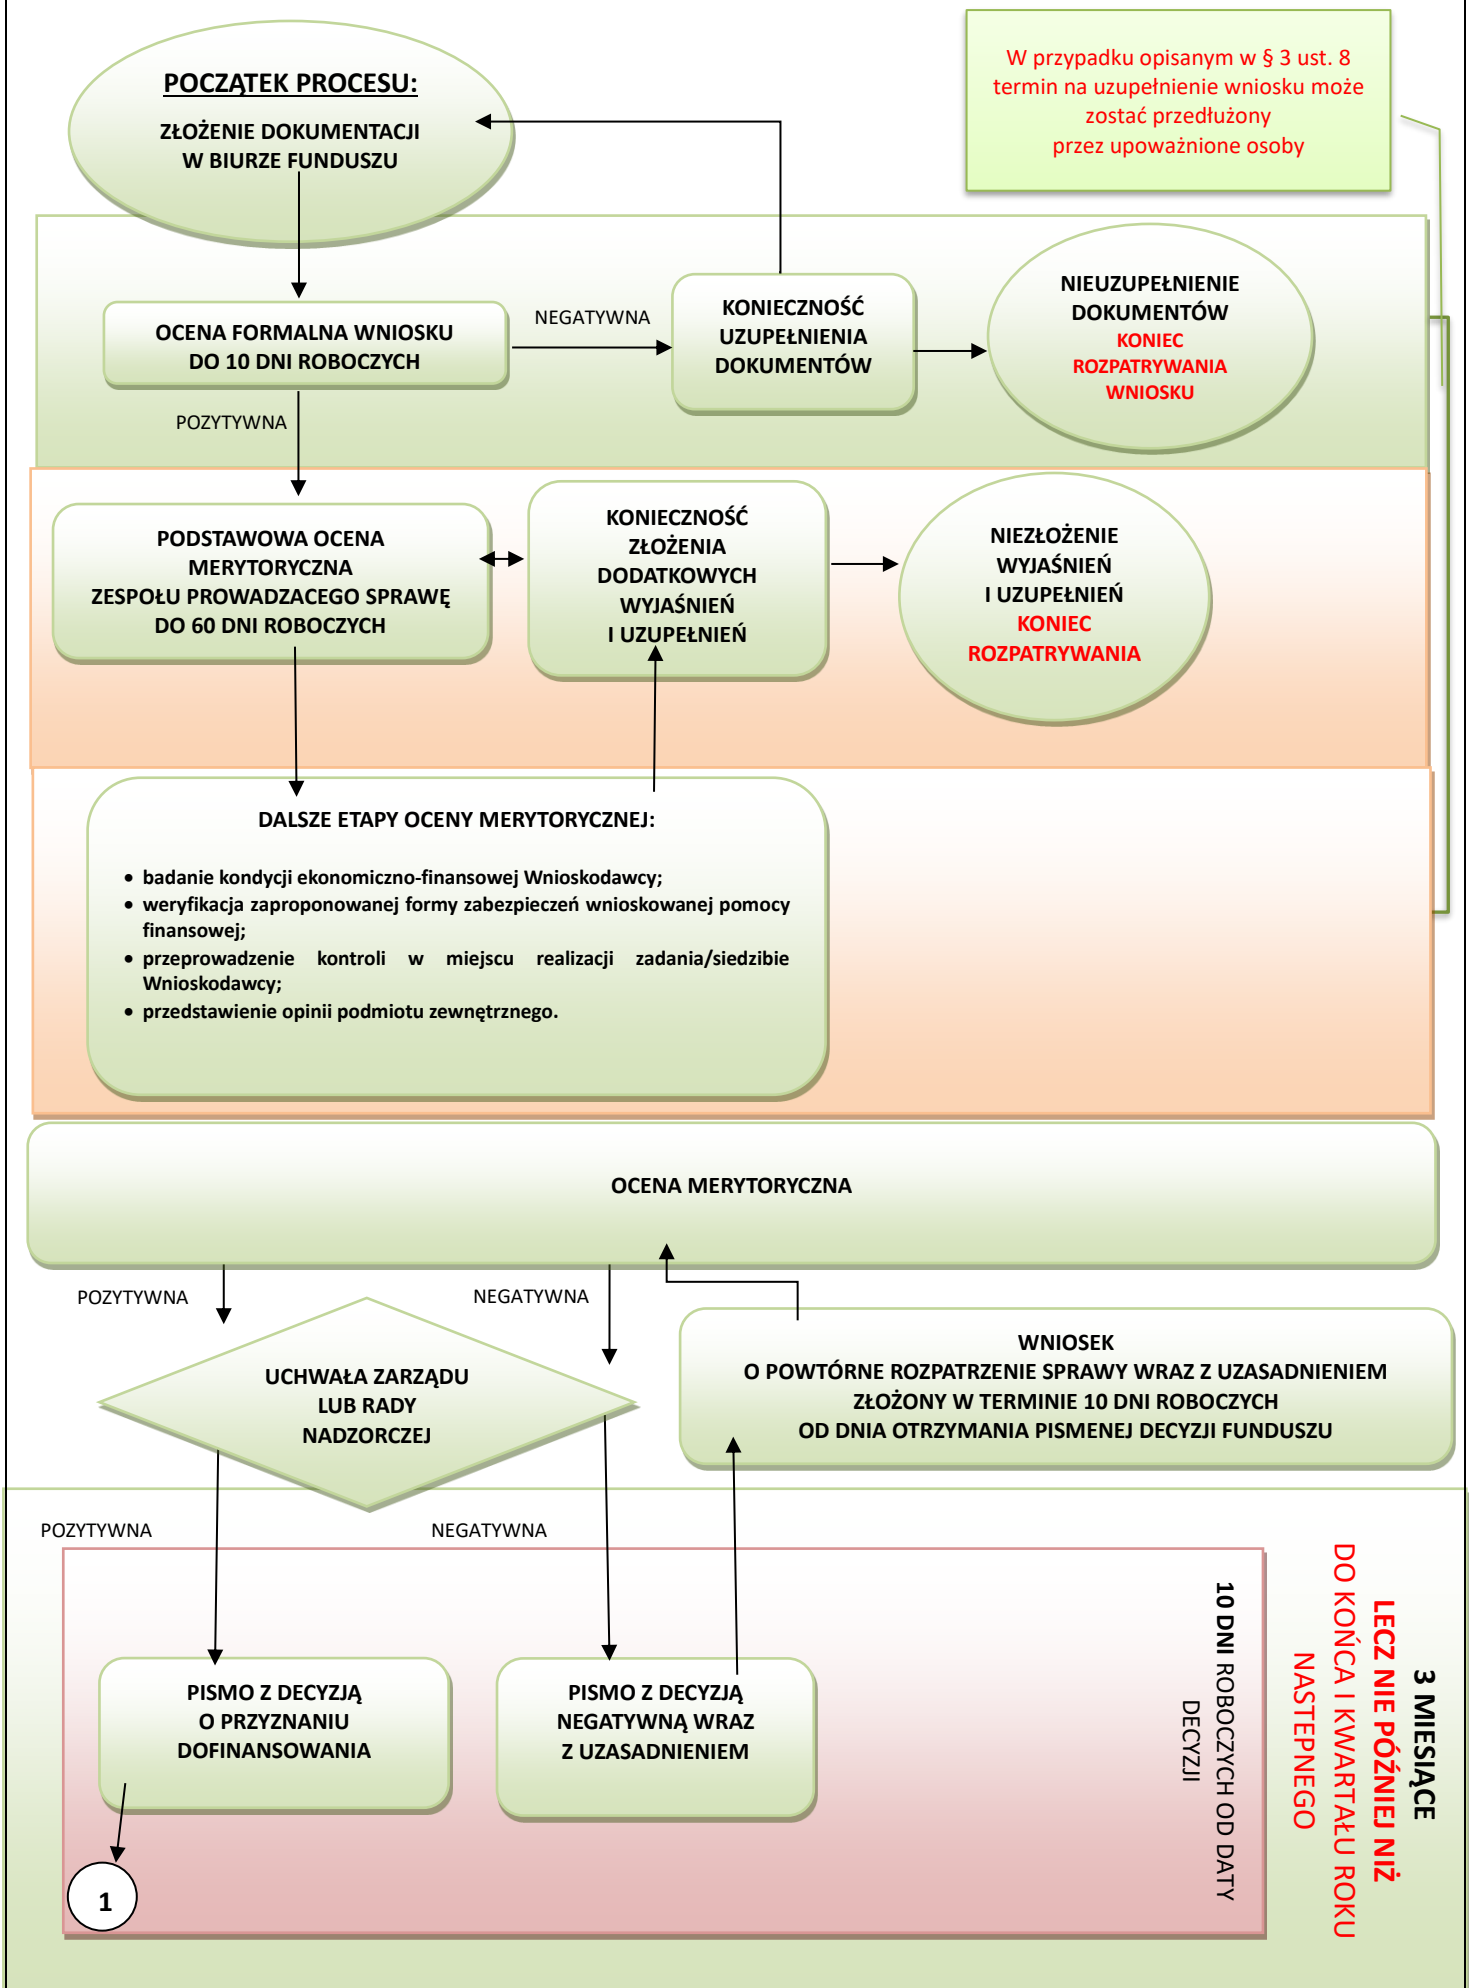 POCZĄTEK PROCESU:
ZŁOŻENIE DOKUMENTACJI
W BIURZE FUNDUSZU
W przypadku opisanym w § 3 ust. 8
termin na uzupełnienie wniosku może
zostać przedłużony
przez upoważnione osoby
OCENA FORMALNA WNIOSKU
DO 10 DNI ROBOCZYCH
NEGATYWNA
KONIECZNOŚĆ
UZUPEŁNIENIA
DOKUMENTÓW
NIEUZUPEŁNIENIE
DOKUMENTÓW
KONIEC
ROZPATRYWANIA
WNIOSKU
POZYTYWNA
PODSTAWOWA OCENA
MERYTORYCZNA
ZESPOŁU PROWADZACEGO SPRAWĘ
DO 60 DNI ROBOCZYCH
KONIECZNOŚĆ
ZŁOŻENIA
DODATKOWYCH
WYJAŚNIEŃ
I UZUPEŁNIEŃ
NIEZŁOŻENIE
WYJAŚNIEŃ
I UZUPEŁNIEŃ
KONIEC
ROZPATRYWANIA
DALSZE ETAPY OCENY MERYTORYCZNEJ:
• badanie kondycji ekonomiczno-finansowej Wnioskodawcy;
• weryfikacja zaproponowanej formy zabezpieczeń wnioskowanej pomocy
finansowej;
• przeprowadzenie kontroli w miejscu realizacji zadania/siedzibie
Wnioskodawcy;
• przedstawienie opinii podmiotu zewnętrznego.
OCENA MERYTORYCZNA
POZYTYWNA
NEGATYWNA
UCHWAŁA ZARZĄDU
LUB RADY
NADZORCZEJ
WNIOSEK
O POWTÓRNE ROZPATRZENIE SPRAWY WRAZ Z UZASADNIENIEM
ZŁOŻONY W TERMINIE 10 DNI ROBOCZYCH
OD DNIA OTRZYMANIA PISMENEJ DECYZJI FUNDUSZU
POZYTYWNA
NEGATYWNA
PISMO Z DECYZJĄ
O PRZYZNANIU
DOFINANSOWANIA
PISMO Z DECYZJĄ
NEGATYWNĄ WRAZ
Z UZASADNIENIEM
1
10 DNI ROBOCZYCH OD DATY
DECYZJI
3 MIESIĄCE
LECZ NIE PÓŹNIEJ NIŻ
DO KOŃCA I KWARTAŁU ROKU
NASTEPNEGO